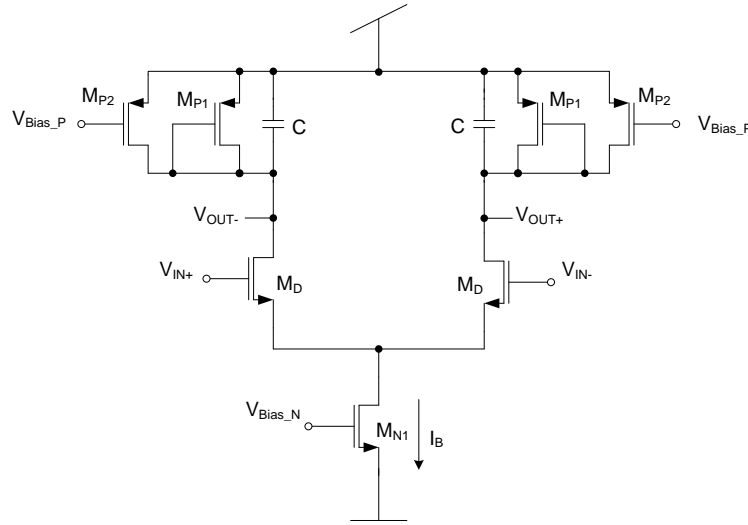 M_P2
M_P1
M_P1
M_P2
V_Bias_P
C
C
V_Bias_P
V_OUT-
V_OUT+
V_IN+
M_D
M_D
V_IN-
V_Bias_N
M_N1
I_B